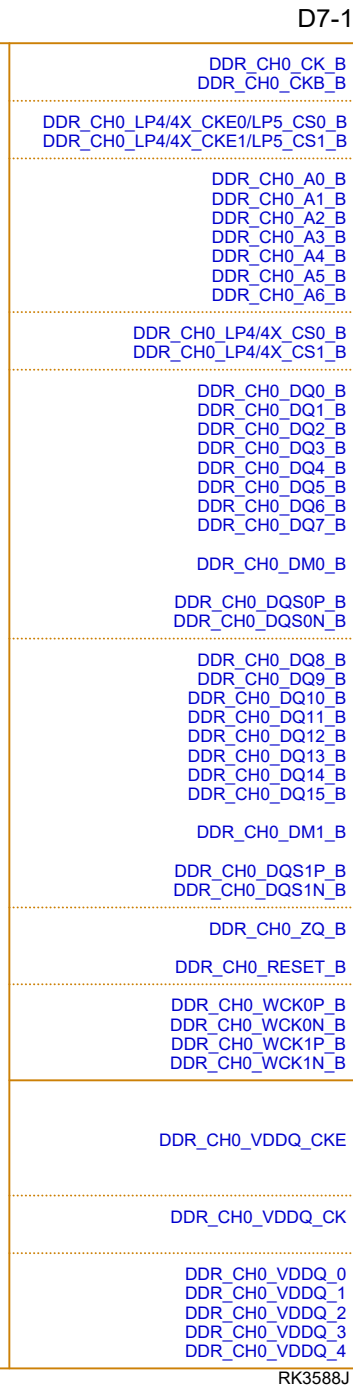 D7-1
DDR_CH0_CK_B
DDR_CH0_CKB_B
DDR_CH0_LP4/4X_CKE0/LP5_CS0_B
DDR_CH0_LP4/4X_CKE1/LP5_CS1_B
DDR_CH0_A0_B
DDR_CH0_A1_B
DDR_CH0_A2_B
DDR_CH0_A3_B
DDR_CH0_A4_B
DDR_CH0_A5_B
DDR_CH0_A6_B
DDR_CH0_LP4/4X_CS0_B
DDR_CH0_LP4/4X_CS1_B
DDR_CH0_DQ0_B
DDR_CH0_DQ1_B
DDR_CH0_DQ2_B
DDR_CH0_DQ3_B
DDR_CH0_DQ4_B
DDR_CH0_DQ5_B
DDR_CH0_DQ6_B
DDR_CH0_DQ7_B
DDR_CH0_DM0_B
DDR_CH0_DQS0P_B
DDR_CH0_DQS0N_B
DDR_CH0_DQ8_B
DDR_CH0_DQ9_B
DDR_CH0_DQ10_B
DDR_CH0_DQ11_B
DDR_CH0_DQ12_B
DDR_CH0_DQ13_B
DDR_CH0_DQ14_B
DDR_CH0_DQ15_B
DDR_CH0_DM1_B
DDR_CH0_DQS1P_B
DDR_CH0_DQS1N_B
DDR_CH0_ZQ_B
DDR_CH0_RESET_B
DDR_CH0_WCK0P_B
DDR_CH0_WCK0N_B
DDR_CH0_WCK1P_B
DDR_CH0_WCK1N_B
DDR_CH0_VDDQ_CKE
DDR_CH0_VDDQ_CK
DDR_CH0_VDDQ_0
DDR_CH0_VDDQ_1
DDR_CH0_VDDQ_2
DDR_CH0_VDDQ_3
DDR_CH0_VDDQ_4
RK3588J